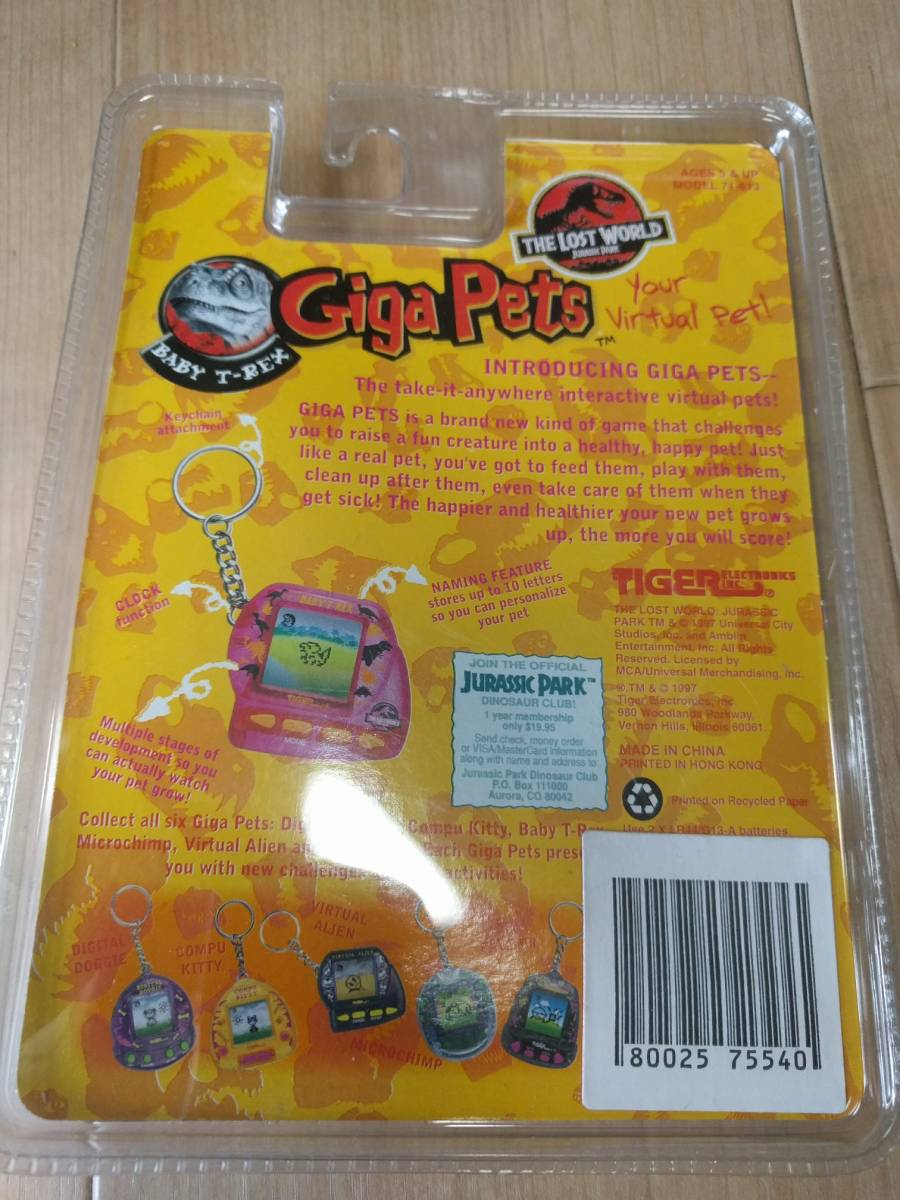 AGES 5 & UP
MODEL 71-
THE LOST WORLD
JURASSIC PARK
BABY T-REX
Giga Pets
TM
Your
Virtual Pet!
INTRODUCING GIGA PETS--
The take-it-anywhere interactive virtual pets!
GIGA PETS is a brand new kind of game that challenges
you to raise a fun creature into a healthy, happy pet! Just
like a real pet, you've got to feed them, play with them,
clean up after them, even take care of them when they
get sick! The happier and healthier your new pet grows
up, the more you will score!
Keychain
attachment
CLOCK
function
NAMING FEATURE
stores up to 10 letters
so you can personalize
your pet
Multiple stages of
development so you
can actually watch
your pet grow!
TIGER ELECTRONICS
INC. ®
THE LOST WORLD: JURASSIC
PARK TM & © 1997 Universal City
Studios, Inc. and Amblin
Entertainment, Inc. All Rights
Reserved. Licensed by
MCA/Universal Merchandising, Inc.
®, TM & © 1997
Tiger Electronics, Inc.
980 Woodlands Parkway,
Vernon Hills, Illinois 60061
MADE IN CHINA
PRINTED IN HONG KONG
Printed on Recycled Paper
Use 2 X LR44/G13-A batteries.
JOIN THE OFFICIAL
JURASSIC PARK™
DINOSAUR CLUB!
1 year membership
only $19.95
Send check, money order
or VISA/MasterCard information
along with name and address to:
Jurassic Park Dinosaur Club
P.O. Box 111000
Aurora, CO 80042
Collect all six Giga Pets: Dig Compu Kitty, Baby T-R
Microchimp, Virtual Alien an Each Giga Pets prese
you with new challenge activities!
DIGITAL
DOGGIE
COMPU
KITTY
VIRTUAL
ALIEN
MICROCHIMP
80025 75540